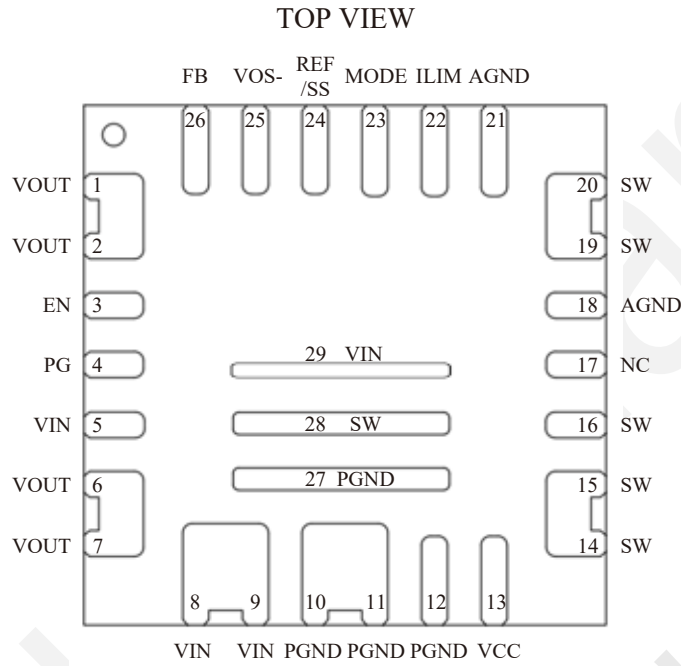 TOP VIEW
FB VOS- REF /SS MODE ILIM AGND
26 25 24 23 22 21
VOUT 1 20 SW
VOUT 2 19 SW
EN 3 18 AGND
29 VIN
PG 4 17 NC
VIN 5 28 SW 16 SW
27 PGND
VOUT 6 15 SW
VOUT 7 14 SW
8 9 10 11 12 13
VIN VIN PGND PGND PGND VCC